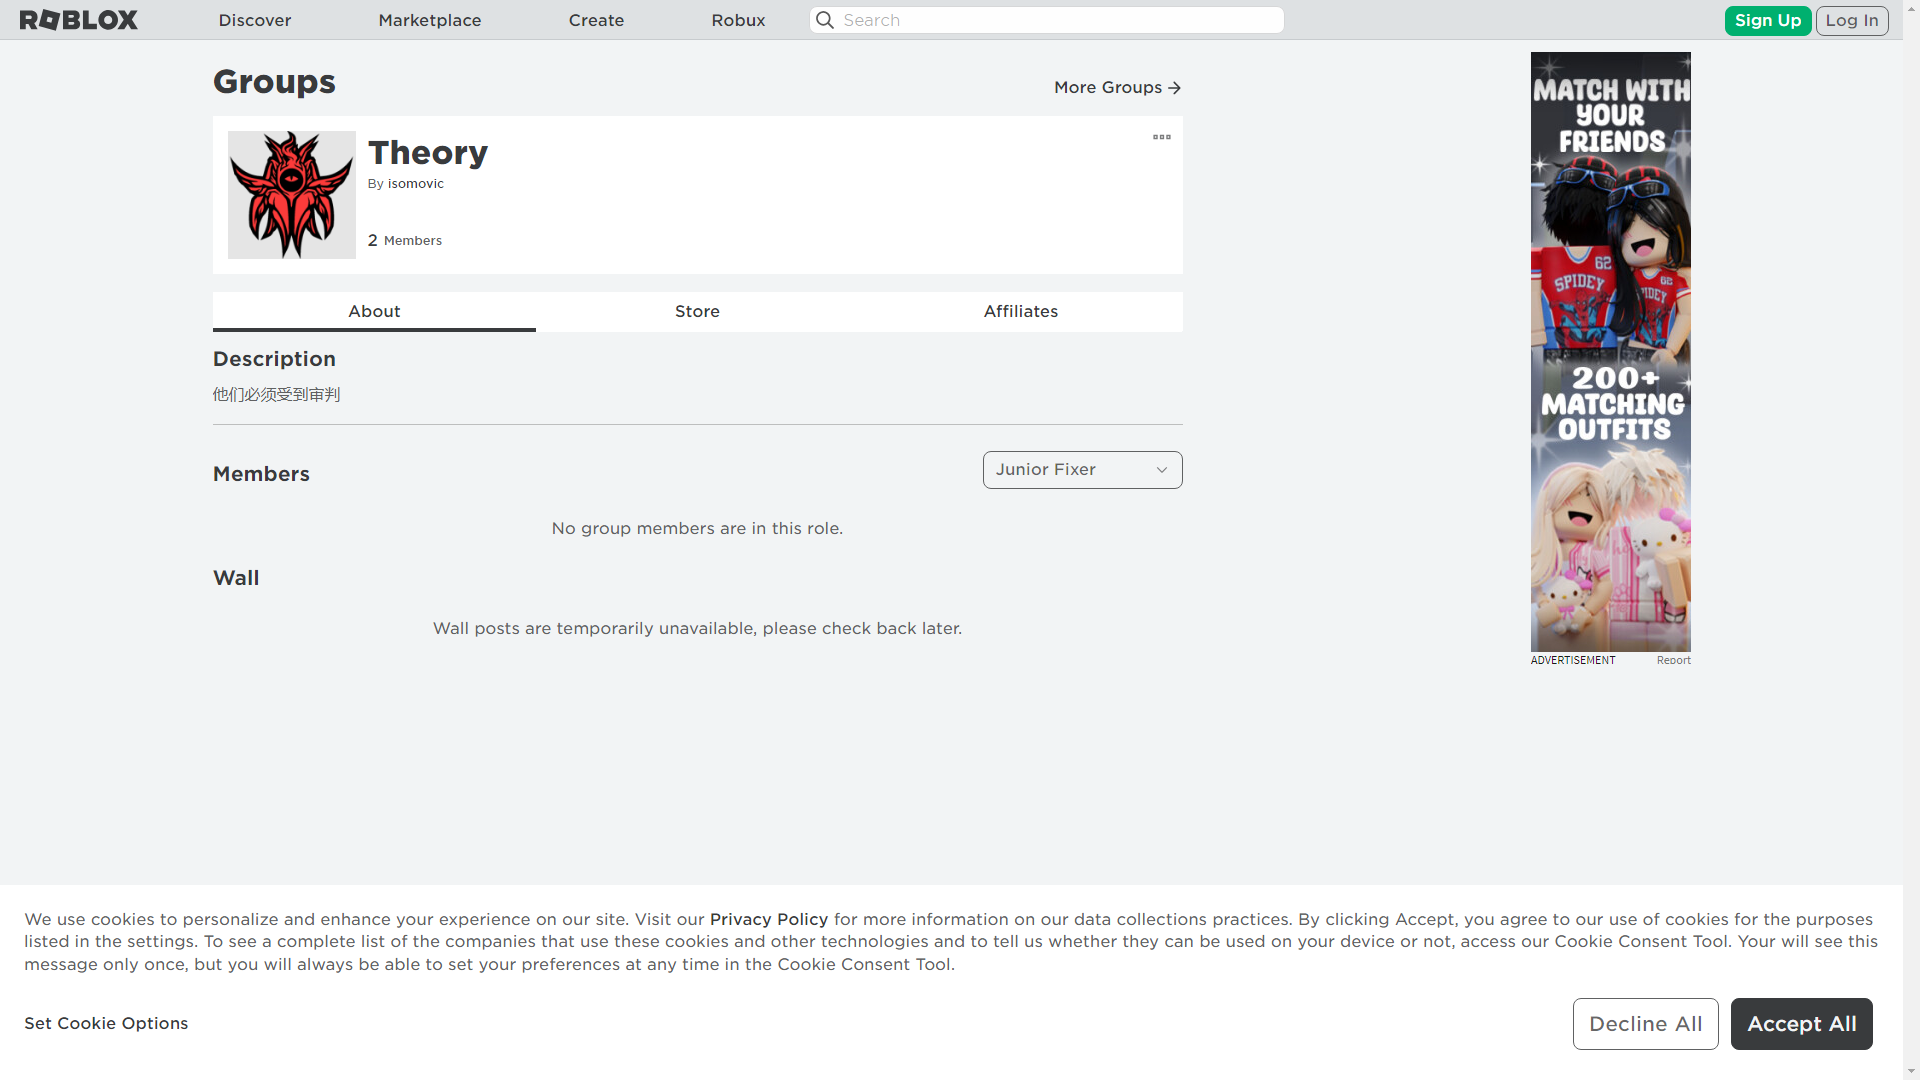 ROBLOX
Discover
Marketplace
Create
Robux
Search
Sign Up
Log In
Groups
More Groups
Theory
By isomovic
2 Members
About
Store
Affiliates
Description
他们必须受到审判
Members
Junior Fixer
No group members are in this role.
Wall
Wall posts are temporarily unavailable, please check back later.
MATCH WITH
YOUR
FRIENDS
62
SPIDEY
62
200+
MATCHING
OUTFITS
ADVERTISEMENT
Report
We use cookies to personalize and enhance your experience on our site. Visit our Privacy Policy for more information on our data collections practices. By clicking Accept, you agree to our use of cookies for the purposes
listed in the settings. To see a complete list of the companies that use these cookies and other technologies and to tell us whether they can be used on your device or not, access our Cookie Consent Tool. Your will see this
message only once, but you will always be able to set your preferences at any time in the Cookie Consent Tool.
Set Cookie Options
Decline All
Accept All